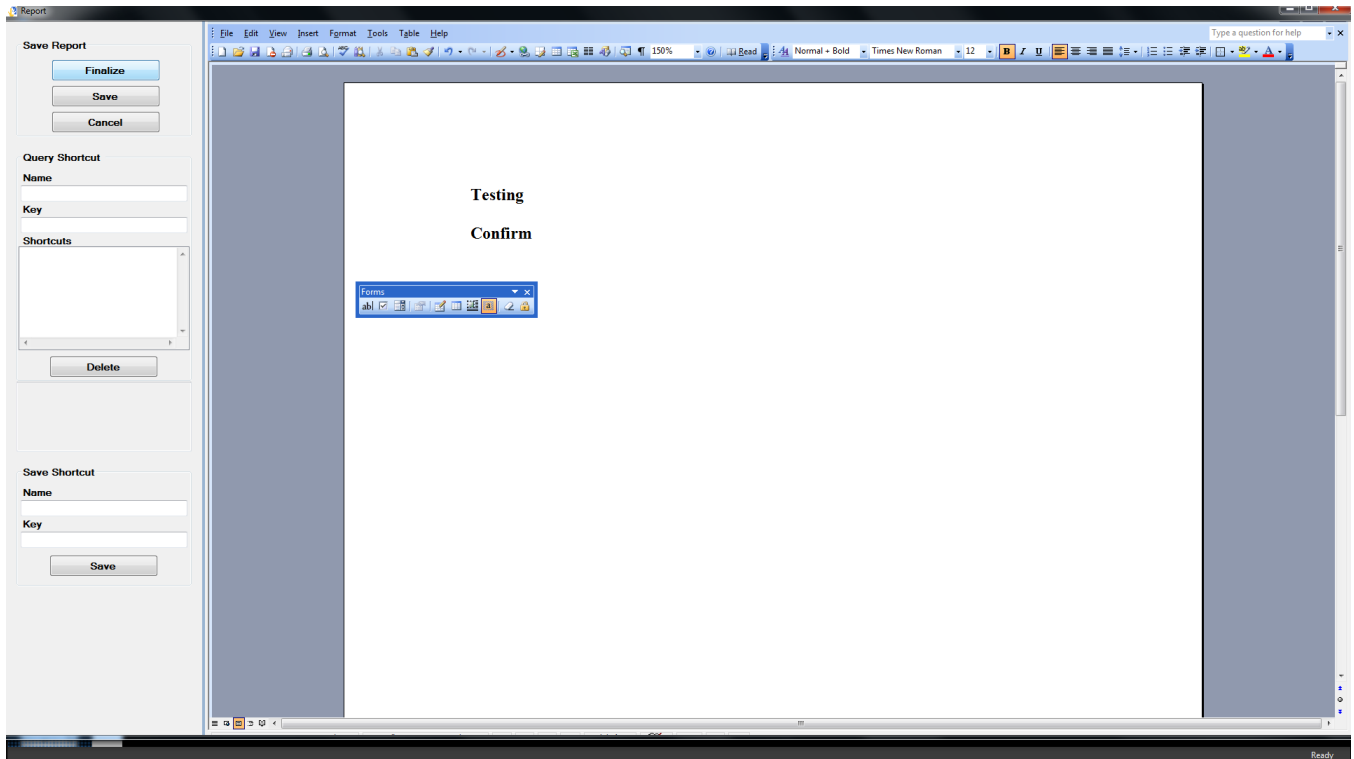 Report
Save Report
Finalize
Save
Cancel
Query Shortcut
Name
Key
Shortcuts
Delete
Save Shortcut
Name
Key
Save
File Edit View Insert Format Tools Table Help
Type a question for help
150% Read Normal + Bold Times New Roman 12 B I U A
Testing
Confirm
Forms
ab
Ready